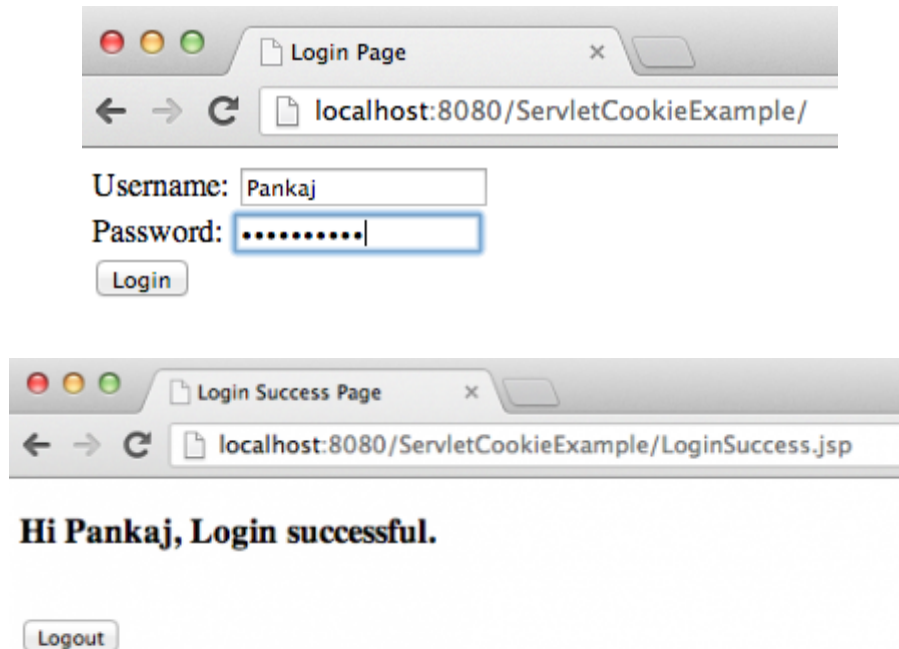 Login Page
localhost:8080/ServletCookieExample/
Username: Pankaj
Password: ••••••••••
Login
Login Success Page
localhost:8080/ServletCookieExample/LoginSuccess.jsp
Hi Pankaj, Login successful.
Logout